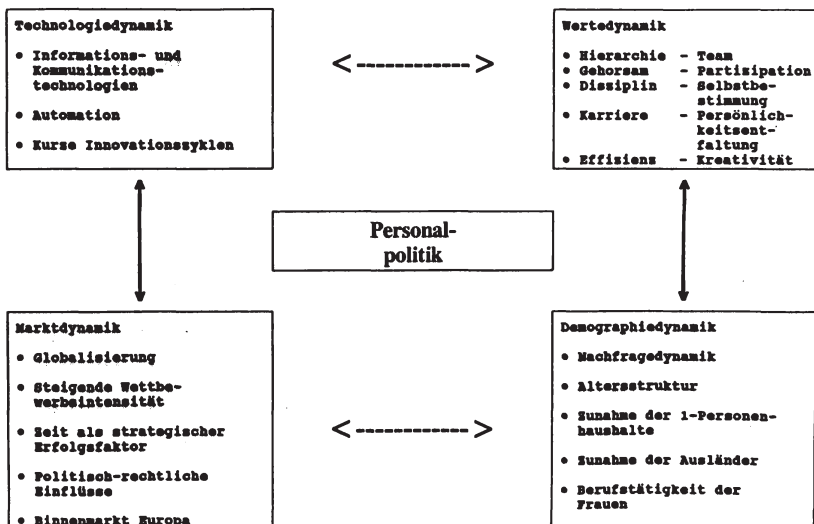 Technologiedynamik
• Informations- und
Kommunikations-
technologien
• Automation
• Kurze Innovationszyklen
<----------->
Wertedynamik
• Hierarchie - Team
• Gehorsam - Partizipation
• Disziplin - Selbstbe-
stimmung
• Karriere - Persönlich-
keitsent-
faltung
• Effizienz - Kreativität
Personal-
politik
Marktdynamik
• Globalisierung
• Steigende Wettbe-
werbsintensität
• Zeit als strategischer
Erfolgsfaktor
• Politisch-rechtliche
Einflüsse
• Binnenmarkt Europa
<----------->
Demographiedynamik
• Nachfragedynamik
• Altersstruktur
• Zunahme der 1-Personen-
haushalte
• Zunahme der Ausländer
• Berufstätigkeit der
Frauen